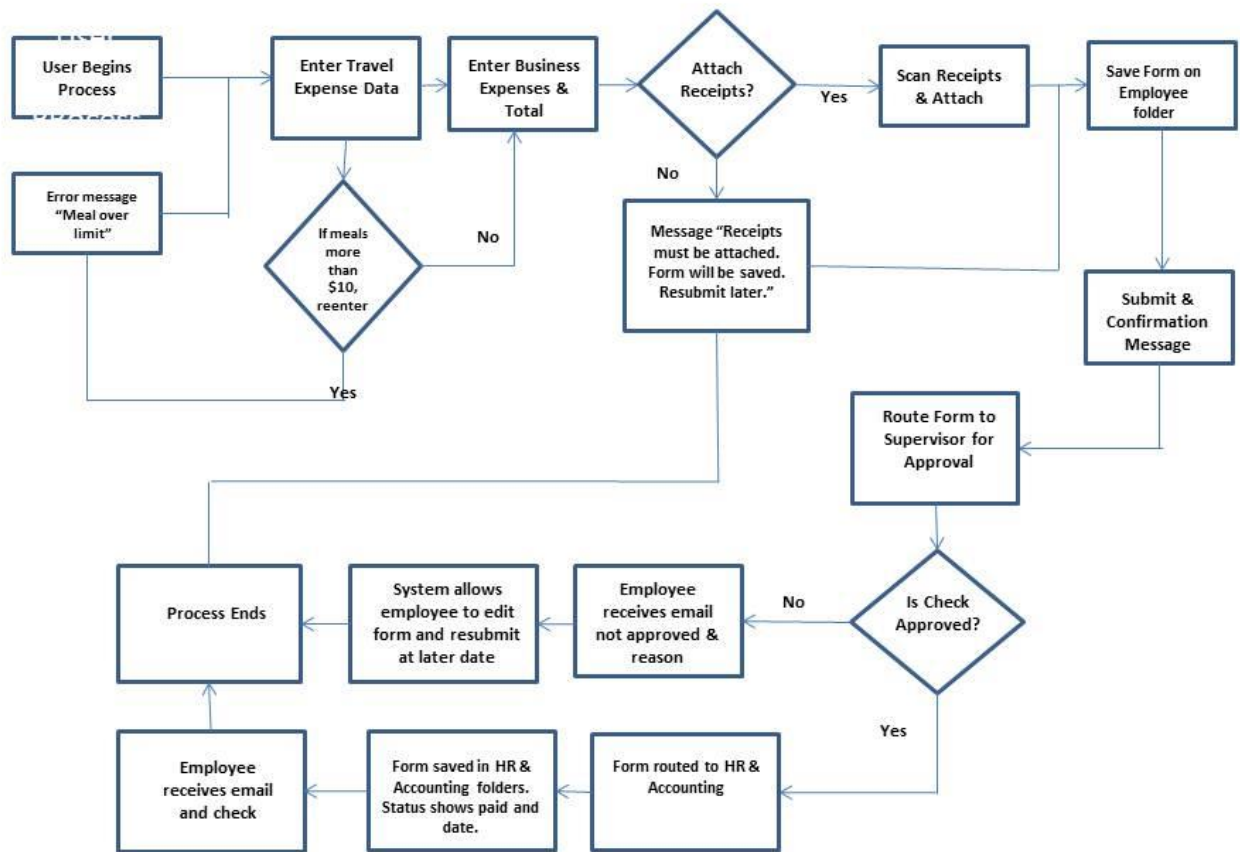 User Begins
Process
Enter Travel
Expense Data
Enter Business
Expenses &
Total
Attach
Receipts?
Yes
Scan Receipts
& Attach
Save Form on
Employee
folder
Error message
“Meal over
limit”
If meals
more
than
$10,
reenter
No
Yes
No
Message “Receipts
must be attached.
Form will be saved.
Resubmit later.”
Submit &
Confirmation
Message
Route Form to
Supervisor for
Approval
Is Check
Approved?
No
Employee
receives email
not approved &
reason
System allows
employee to edit
form and resubmit
at later date
Process Ends
Yes
Form routed to HR &
Accounting
Form saved in HR &
Accounting folders.
Status shows paid and
date.
Employee
receives email
and check